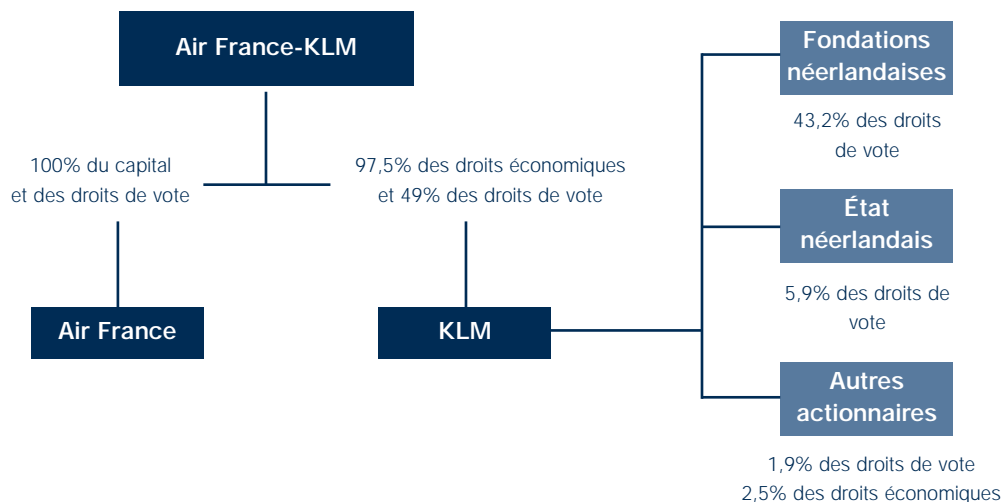 Air France-KLM
100% du capital
et des droits de vote
97,5% des droits économiques
et 49% des droits de vote
Air France
KLM
Fondations
néerlandaises
43,2% des droits
de vote
État
néerlandais
5,9% des droits de
vote
Autres
actionnaires
1,9% des droits de vote
2,5% des droits économiques